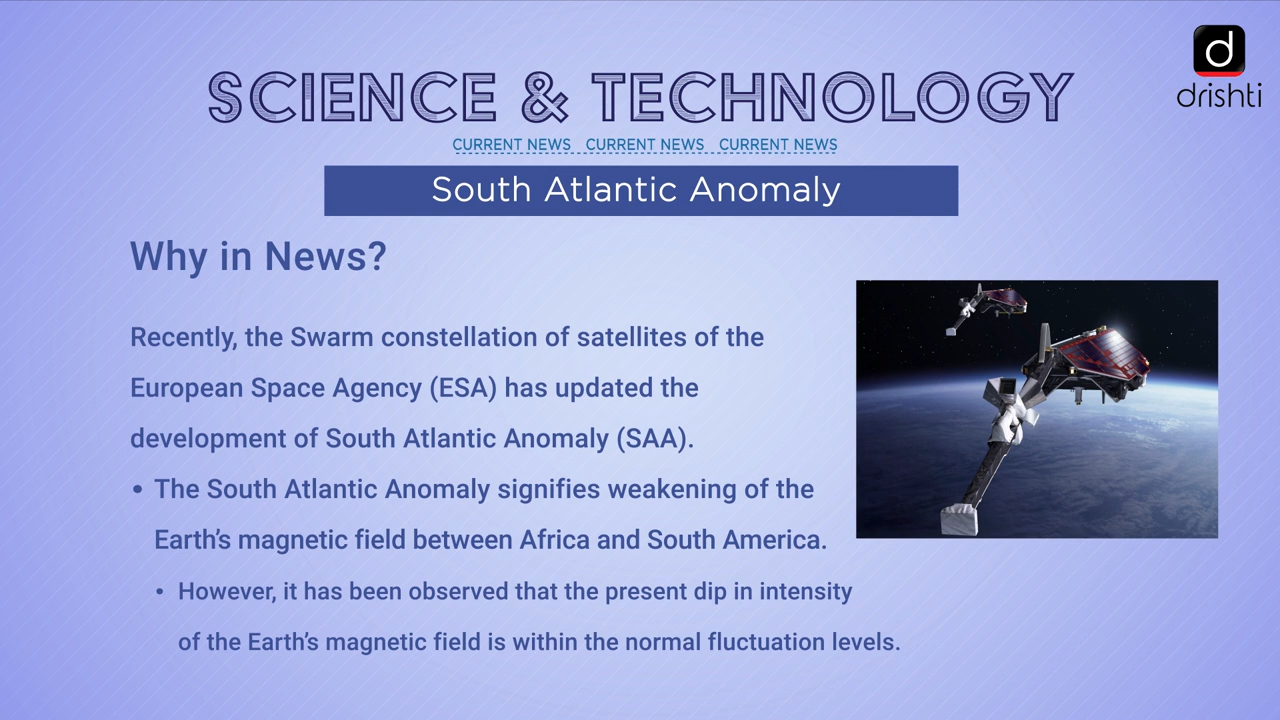 d
drishti
SCIENCE & TECHNOLOGY
CURRENT NEWS CURRENT NEWS CURRENT NEWS
South Atlantic Anomaly
Why in News?
Recently, the Swarm constellation of satellites of the
European Space Agency (ESA) has updated the
development of South Atlantic Anomaly (SAA).
• The South Atlantic Anomaly signifies weakening of the
Earth's magnetic field between Africa and South America.
• However, it has been observed that the present dip in intensity
of the Earth's magnetic field is within the normal fluctuation levels.